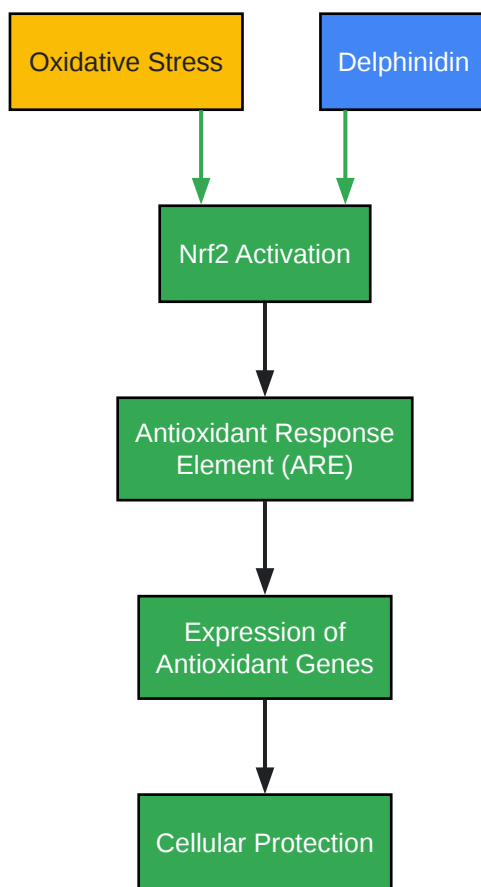 Oxidative Stress
Delphinidin
Nrf2 Activation
Antioxidant Response
Element (ARE)
Expression of
Antioxidant Genes
Cellular Protection